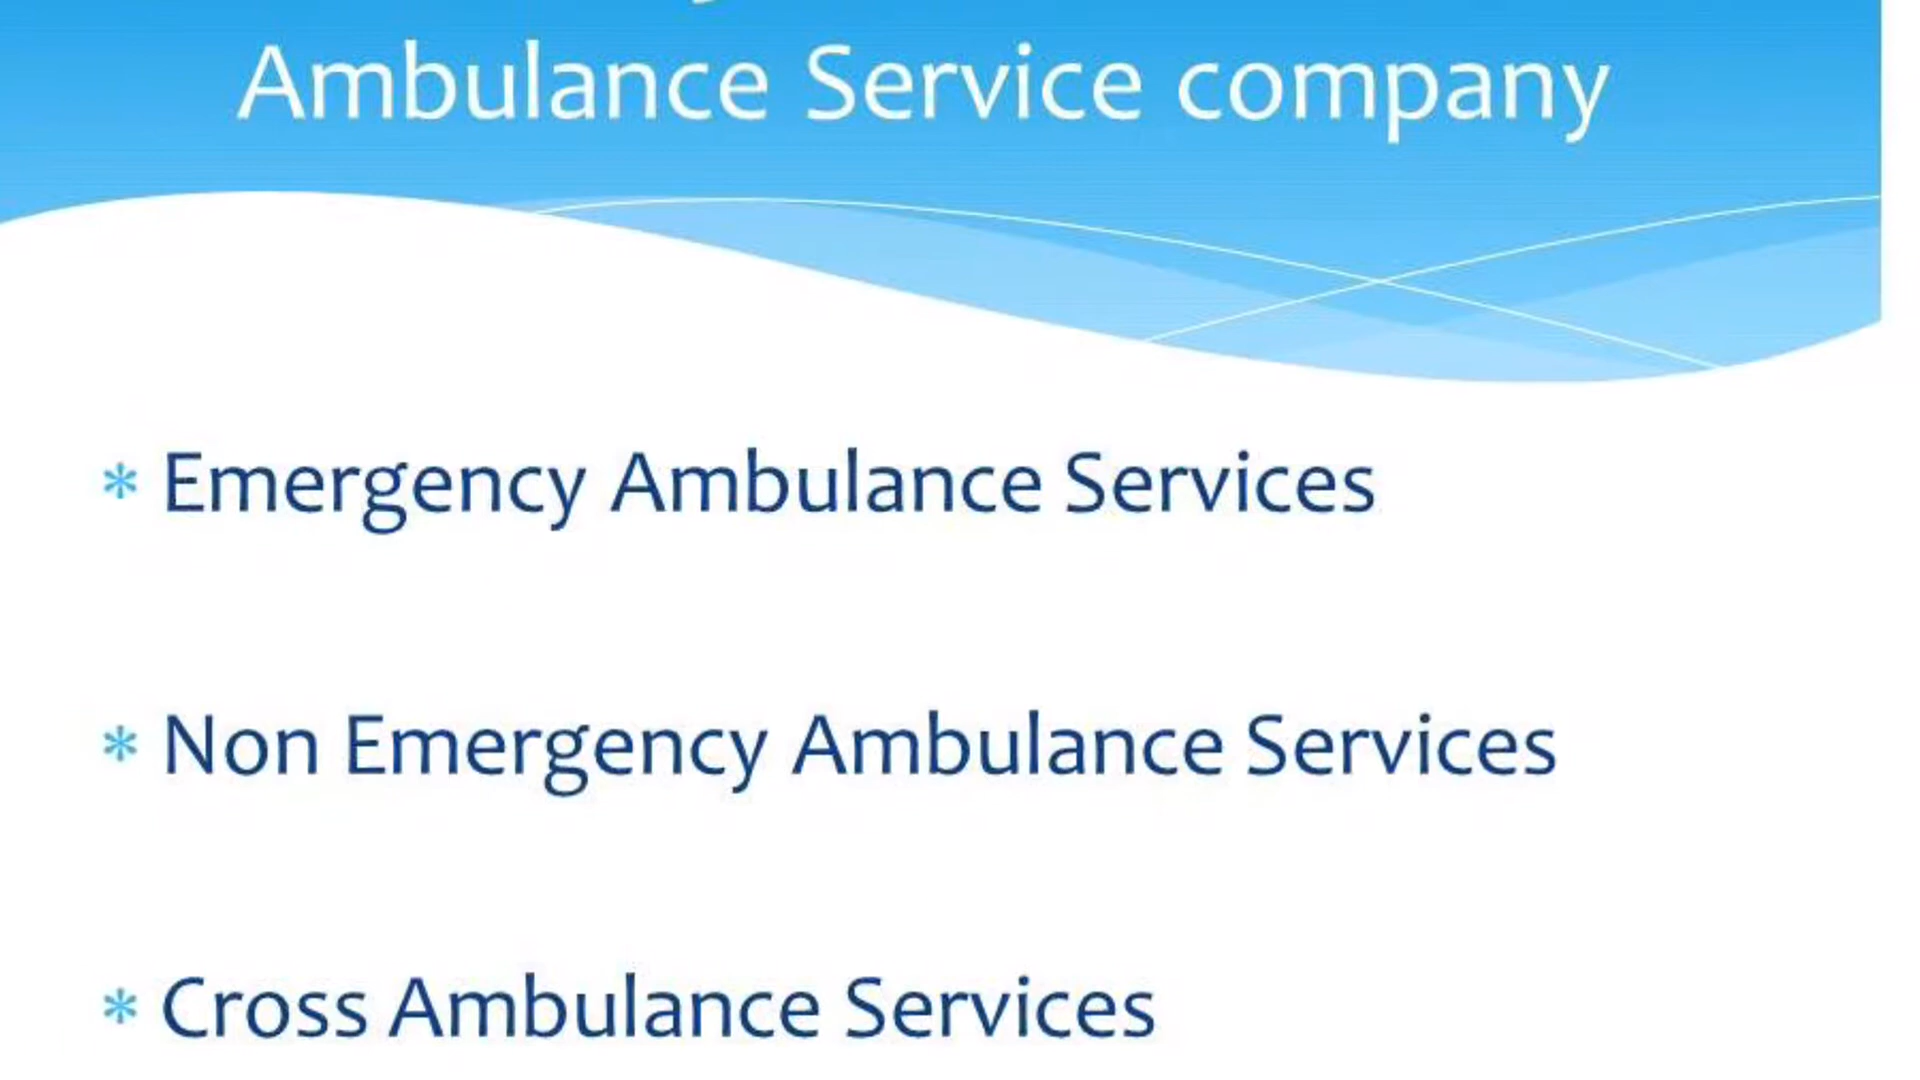 Ambulance Service company
* Emergency Ambulance Services
* Non Emergency Ambulance Services
* Cross Ambulance Services